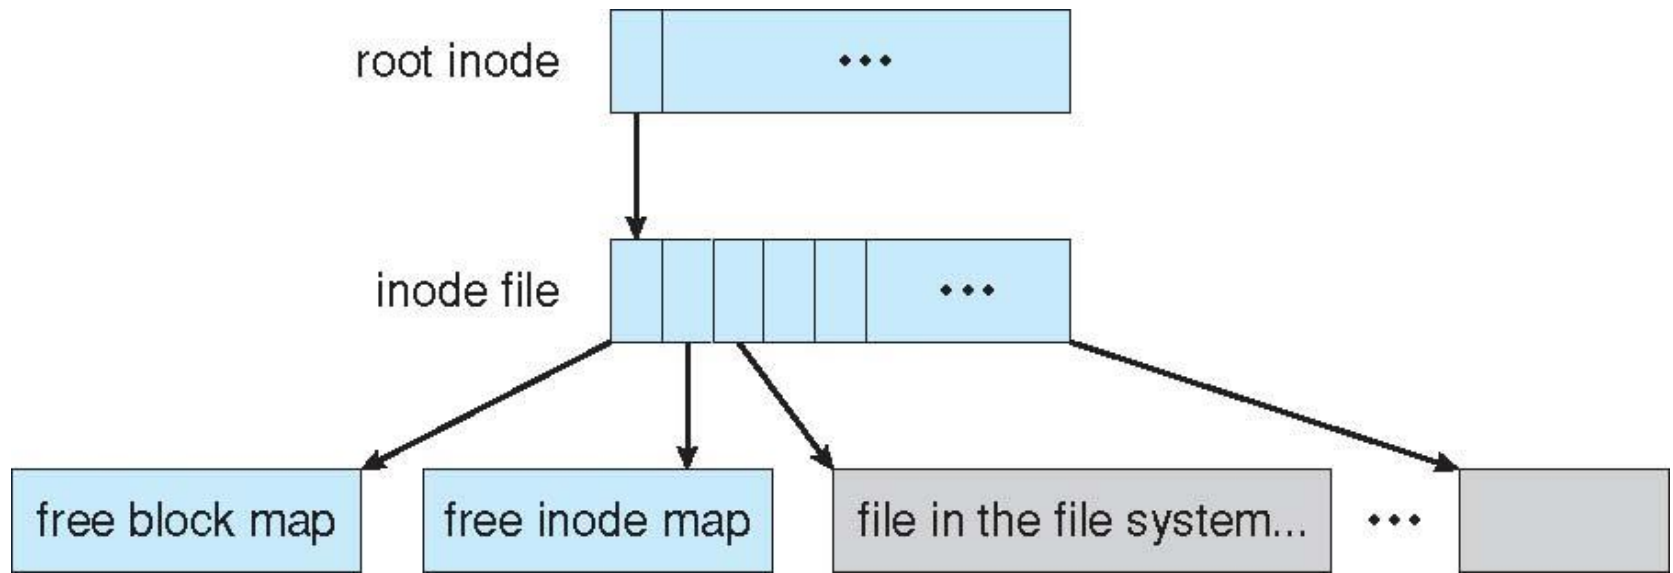 root inode
...
inode file
...
free block map
free inode map
file in the file system...
...